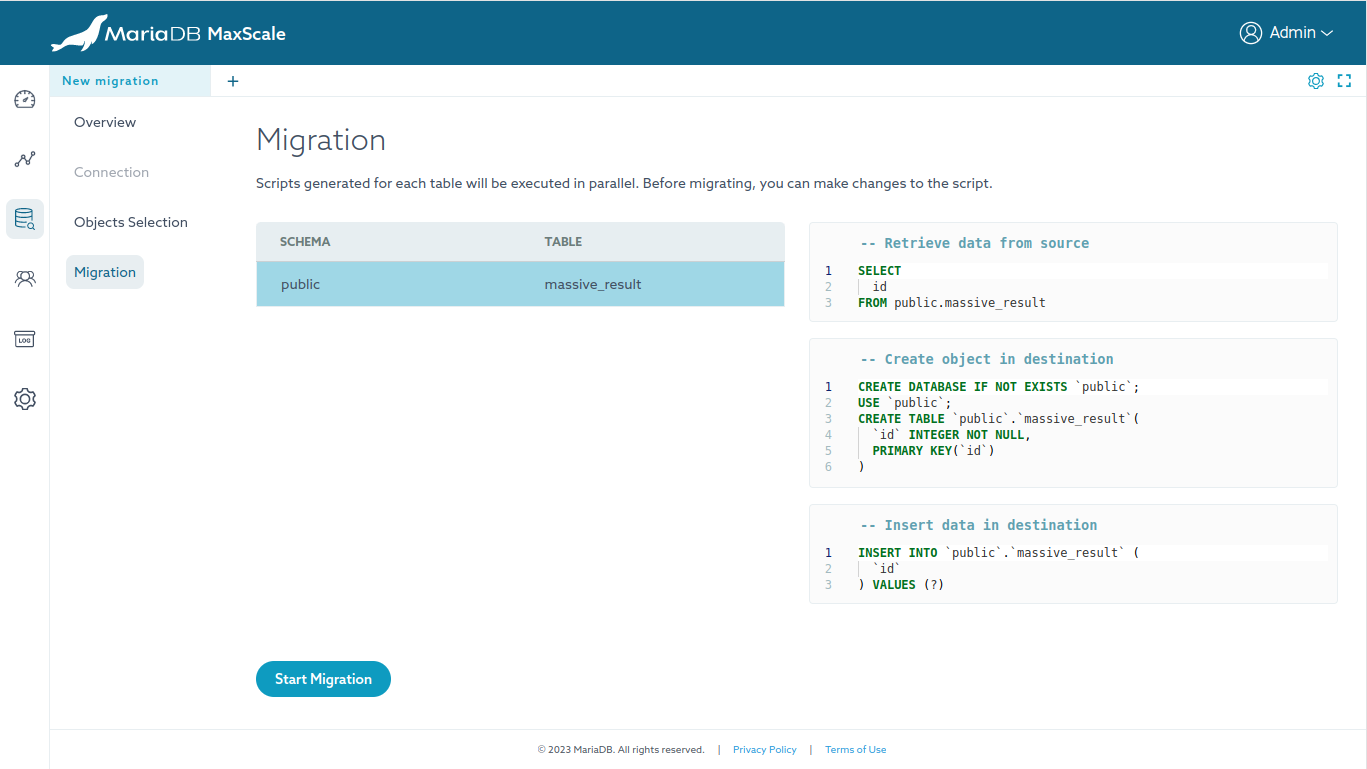 MariaDB MaxScale
Admin
New migration
+
Overview
Connection
Objects Selection
Migration
LOG
Migration
Scripts generated for each table will be executed in parallel. Before migrating, you can make changes to the script.
SCHEMA TABLE
public massive_result
-- Retrieve data from source
1 SELECT
2 id
3 FROM public.massive_result
-- Create object in destination
1 CREATE DATABASE IF NOT EXISTS `public`;
2 USE `public`;
3 CREATE TABLE `public`.`massive_result`(
4 `id` INTEGER NOT NULL,
5 PRIMARY KEY(`id`)
6 )
-- Insert data in destination
1 INSERT INTO `public`.`massive_result` (
2 `id`
3 ) VALUES (?)
Start Migration
© 2023 MariaDB. All rights reserved. | Privacy Policy | Terms of Use